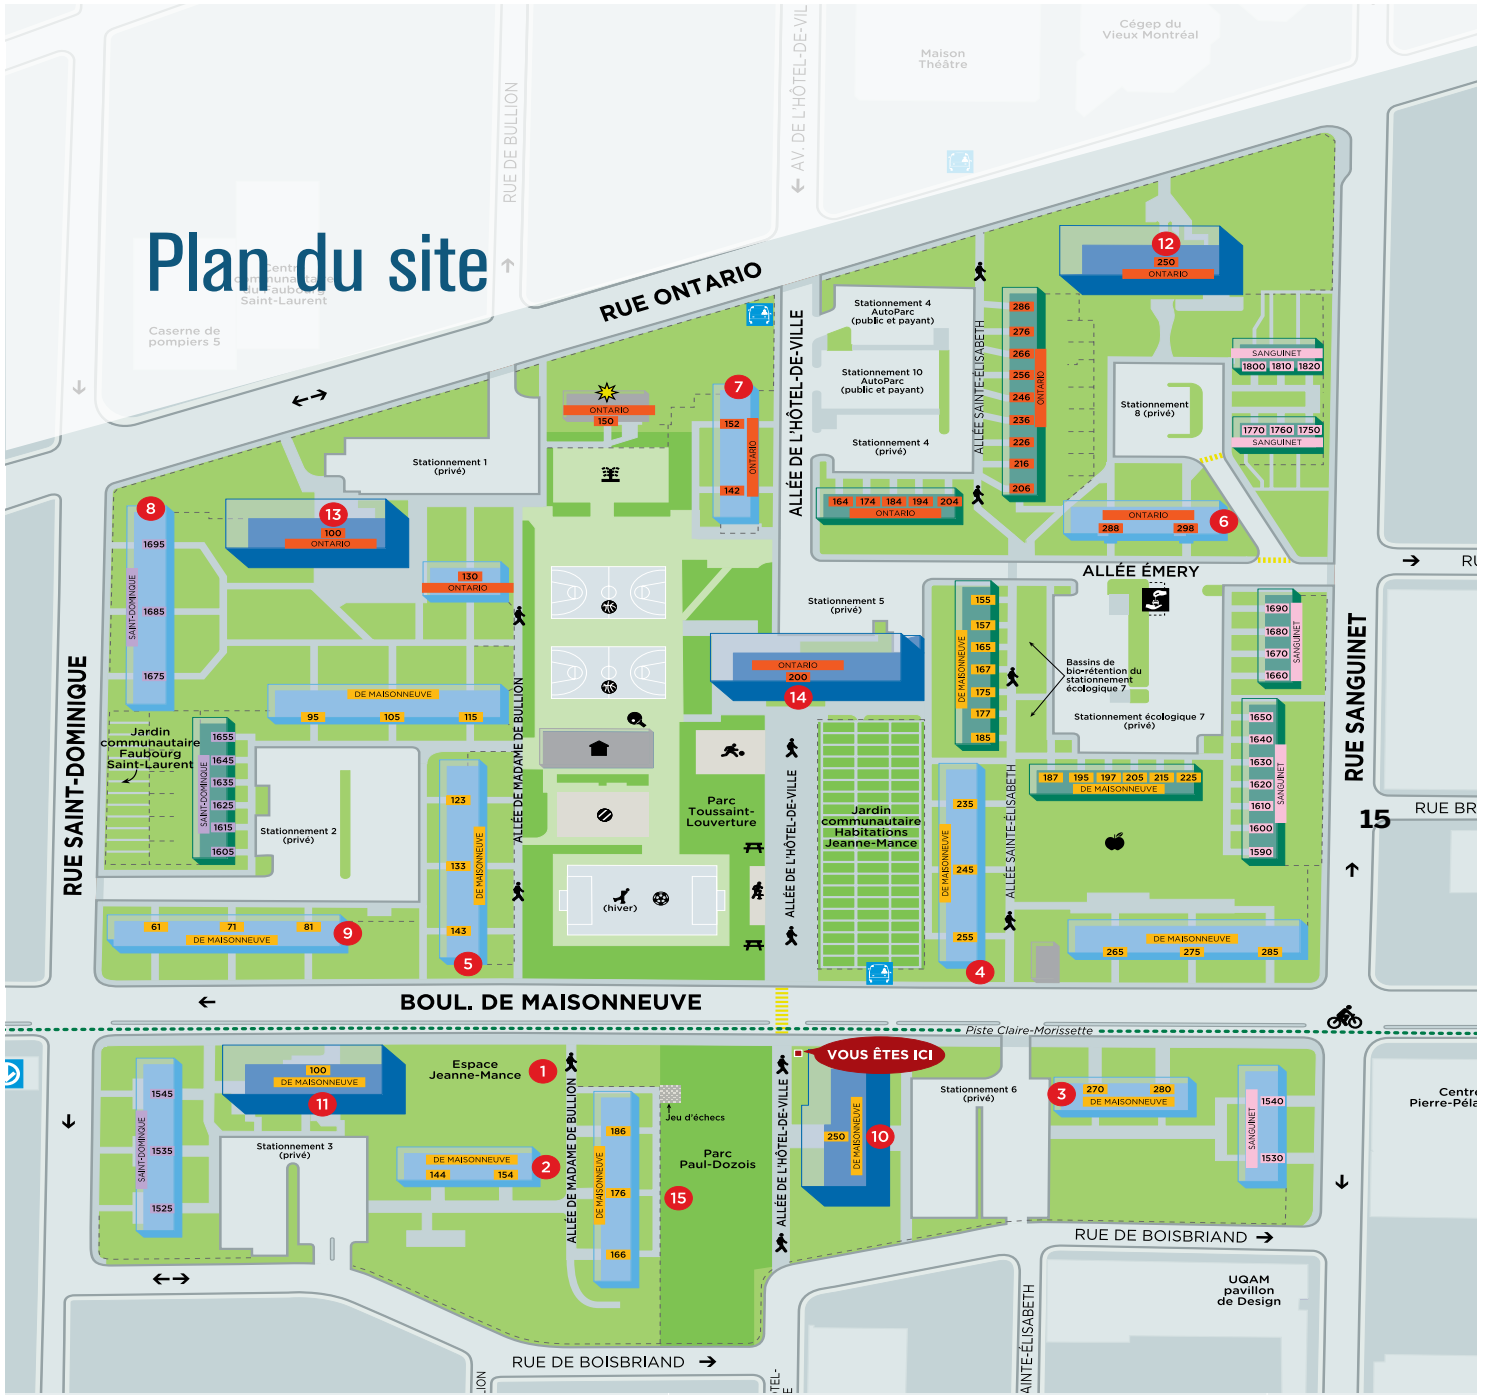 Cégep du
Vieux Montréal
Maison
Théâtre
RUE DE BULLION
AV. DE L'HÔTEL-DE-VIL
Plan du site
Centre
communautaire
du Faubourg
Saint-Laurent
Caserne de
pompiers 5
RUE ONTARIO
12
250
ONTARIO
Stationnement 4
AutoParc
(public et payant)
Stationnement 10
AutoParc
(public et payant)
Stationnement 4
(privé)
ALLÉE DE L'HÔTEL-DE-VILLE
ALLÉE SAINTE-ÉLISABETH
286
276
266
256
246
236
226
216
206
ONTARIO
SANGUINET
1800 1810 1820
1770 1760 1750
SANGUINET
Stationnement
8 (privé)
7
152
142
ONTARIO
ONTARIO
150
Stationnement 1
(privé)
164 174 184 194 204
ONTARIO
ONTARIO
288 298
6
8
1695
1685
1675
SAINT-DOMINIQUE
13
100
ONTARIO
130
ONTARIO
ALLÉE ÉMERY
RU
Stationnement 5
(privé)
155
157
165
167
175
177
185
DE MAISONNEUVE
1690
1680
1670
1660
SANGUINET
RUE SANGUINET
ONTARIO
200
14
Bassins de
bio-rétention du
stationnement
écologique 7
Stationnement écologique 7
(privé)
RUE SAINT-DOMINIQUE
DE MAISONNEUVE
95 105 115
ALLÉE DE MADAME DE BULLION
Jardin
communautaire
Faubourg
Saint-Laurent
1655
1645
1635
1625
1615
1605
SAINT-DOMINIQUE
Stationnement 2
(privé)
123
133
143
DE MAISONNEUVE
5
Parc
Toussaint-
Louverture
(hiver)
ALLÉE DE L'HÔTEL-DE-VILLE
Jardin
communautaire
Habitations
Jeanne-Mance
235
245
255
DE MAISONNEUVE
4
ALLÉE SAINTE-ÉLISABETH
187 195 197 205 215 225
DE MAISONNEUVE
1650
1640
1630
1620
1610
1600
1590
SANGUINET
RUE BR
15
61 71 81
DE MAISONNEUVE
9
DE MAISONNEUVE
265 275 285
BOUL. DE MAISONNEUVE
Piste Claire-Morissette
VOUS ÊTES ICI
1545
1535
1525
SAINT-DOMINIQUE
100
DE MAISONNEUVE
11
Espace
Jeanne-Mance
1
Stationnement 3
(privé)
DE MAISONNEUVE
144 154
2
ALLÉE DE MADAME DE BULLION
186
176
166
DE MAISONNEUVE
Jeu d'échecs
Parc
Paul-Dozois
15
ALLÉE DE L'HÔTEL-DE-VILLE
250
DE MAISONNEUVE
10
Stationnement 6
(privé)
3
270 280
DE MAISONNEUVE
1540
1530
SANGUINET
Centre
Pierre-Péla
RUE DE BOISBRIAND
UQAM
pavillon
de Design
RUE DE BOISBRIAND
AINTE-ÉLISABETH
LION
TEL-
E